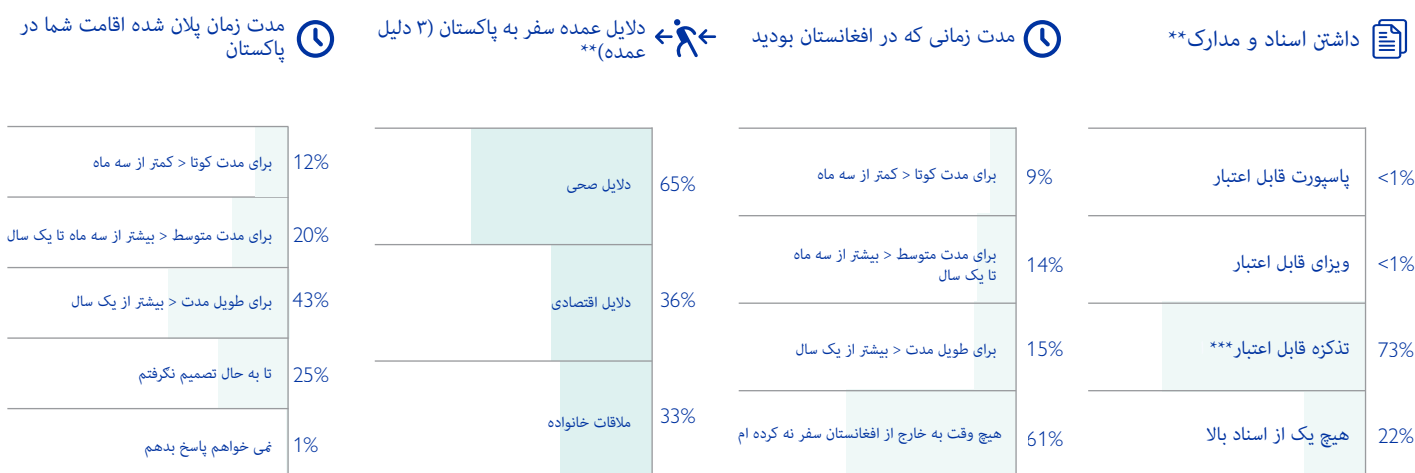 داشتن اسناد و مدارک**
پاسپورت قابل اعتبار
<1%
ویزای قابل اعتبار
<1%
تذکره قابل اعتبار***
73%
هیچ یک از اسناد بالا
22%
مدت زمانی که در افغانستان بودید
برای مدت کوتا < کمتر از سه ماه
9%
برای مدت متوسط < بیشتر از سه ماه
تا یک سال
14%
برای طویل مدت < بیشتر از یک سال
15%
هیچ وقت به خارج از افغانستان سفر نه کرده ام
61%
دلایل عمده سفر به پاکستان (۳ دلیل
عمده)**
دلایل صحی
65%
دلایل اقتصادی
36%
ملاقات خانواده
33%
مدت زمان پلان شده اقامت شما در
پاکستان
برای مدت کوتا < کمتر از سه ماه
12%
برای مدت متوسط < بیشتر از سه ماه تا یک سال
20%
برای طویل مدت < بیشتر از یک سال
43%
تا به حال تصمیم نگرفتم
25%
نمی خواهم پاسخ بدهم
1%